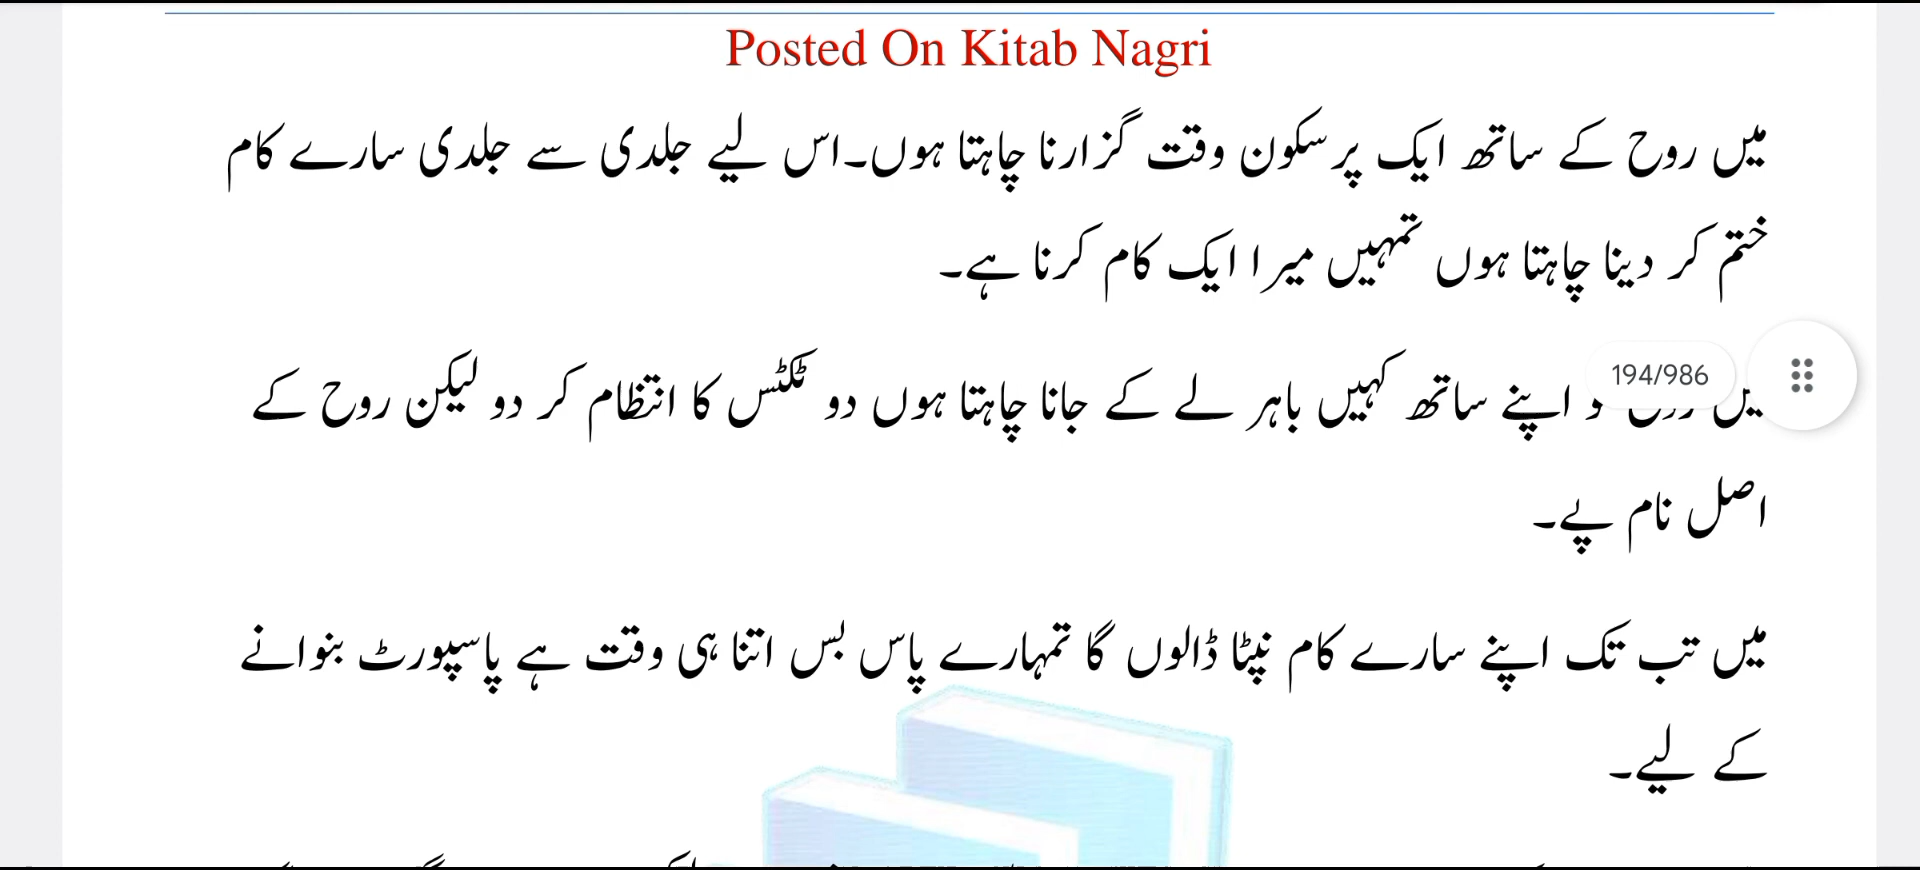 Posted On Kitab Nagri
میں روح کے ساتھ ایک پر سکون وقت گزارنا چاہتا ہوں۔اس لیے جلدی سے جلدی سارے کام
ختم کر دینا چاہتا ہوں تمہیں میرا ایک کام کرنا ہے۔
194/986
اپنے ساتھ کہیں باہر لے کے جانا چاہتا ہوں دو ٹکٹس کا انتظام کر دو لیکن روح کے
اصل نام پے۔
میں تب تک اپنے سارے کام نپٹا ڈالوں گا تمہارے پاس بس اتنا ہی وقت ہے پاسپورٹ بنوانے
کے لیے۔